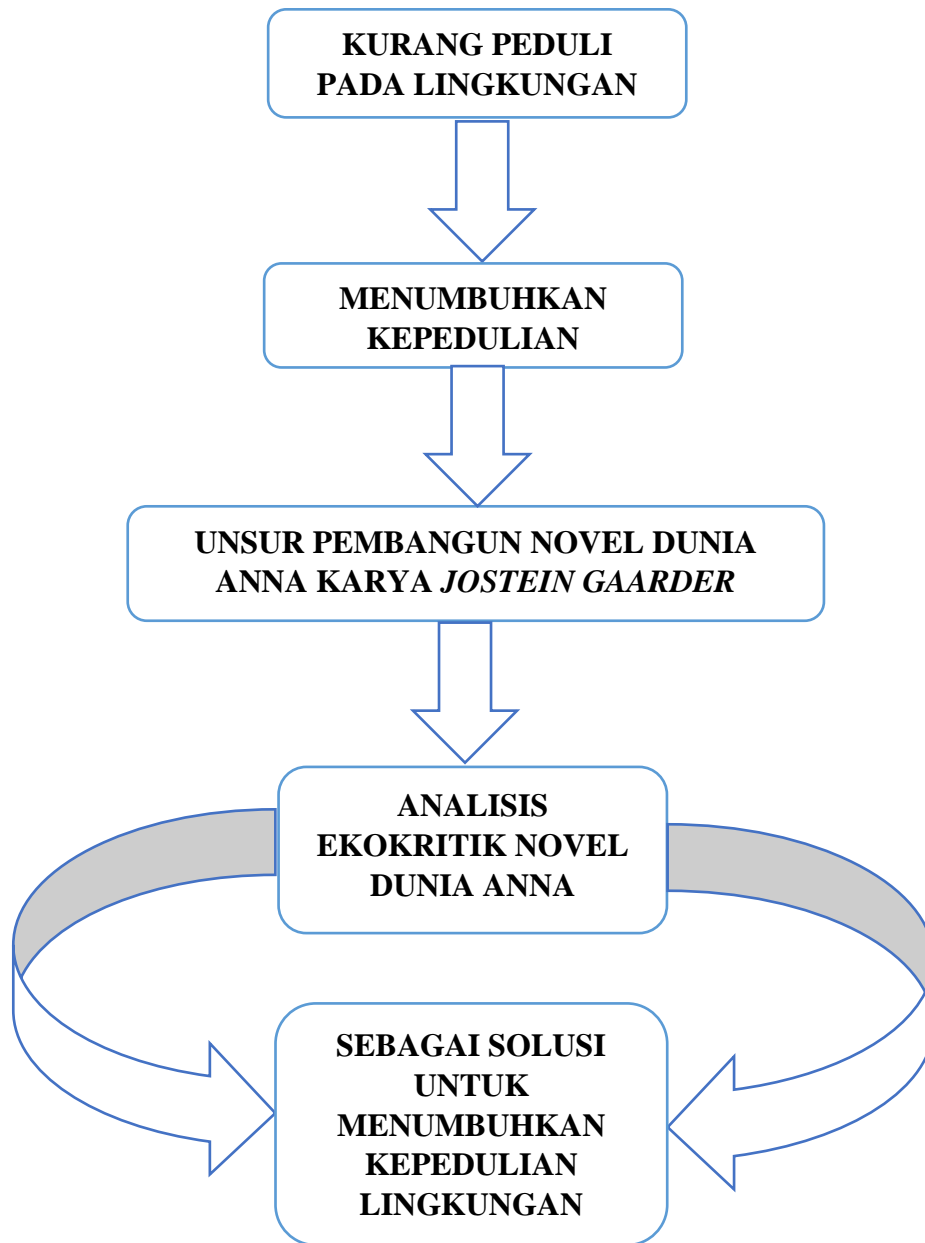 KURANG PEDULI
PADA LINGKUNGAN
MENUMBUHKAN
KEPEDULIAN
UNSUR PEMBANGUN NOVEL DUNIA
ANNA KARYA JOSTEIN GAARDER
ANALISIS
EKOKRITIK NOVEL
DUNIA ANNA
SEBAGAI SOLUSI
UNTUK
MENUMBUHKAN
KEPEDULIAN
LINGKUNGAN